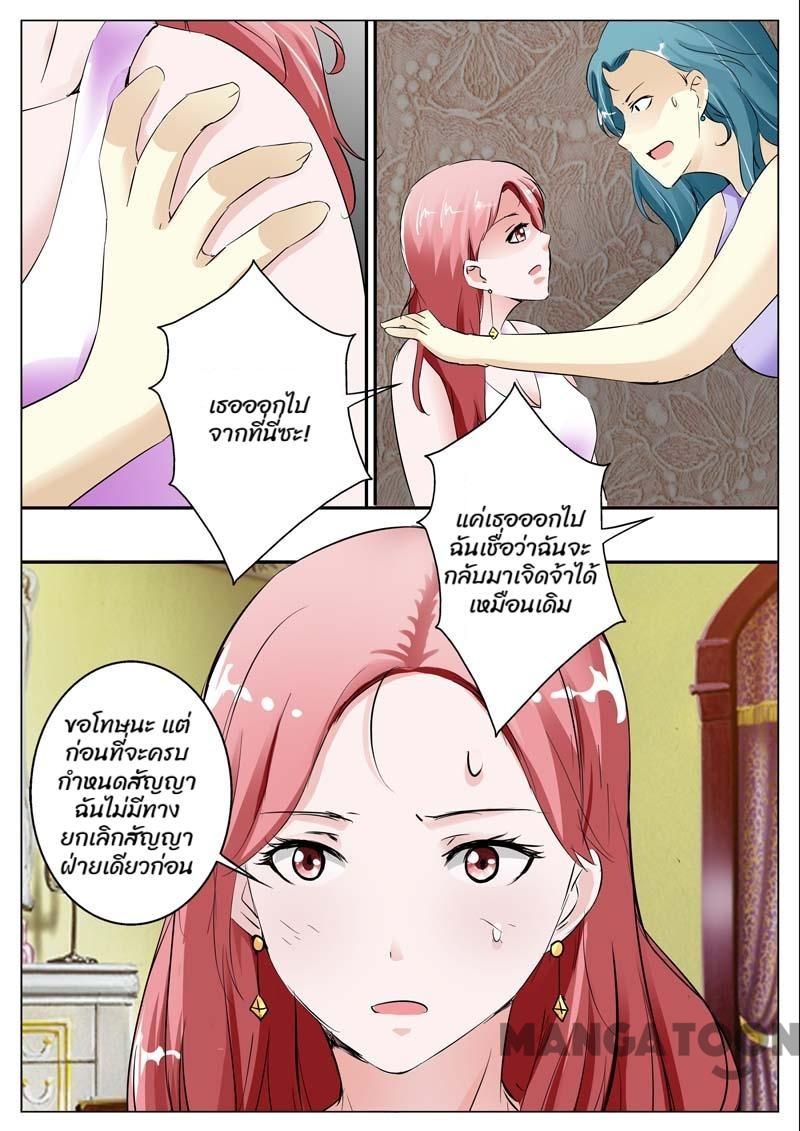 เธอออกไป
จากที่นี่ซะ!
แค่เธอออกไป
ฉันเชื่อว่าฉันจะ
กลับมาเจิดจ้าได้
เหมือนเดิม
ขอโทษนะ แต่
ก่อนที่จะครบ
กำหนดสัญญา
ฉันไม่มีทาง
ยกเลิกสัญญา
ฝ่ายเดียวก่อน
MANGATOON